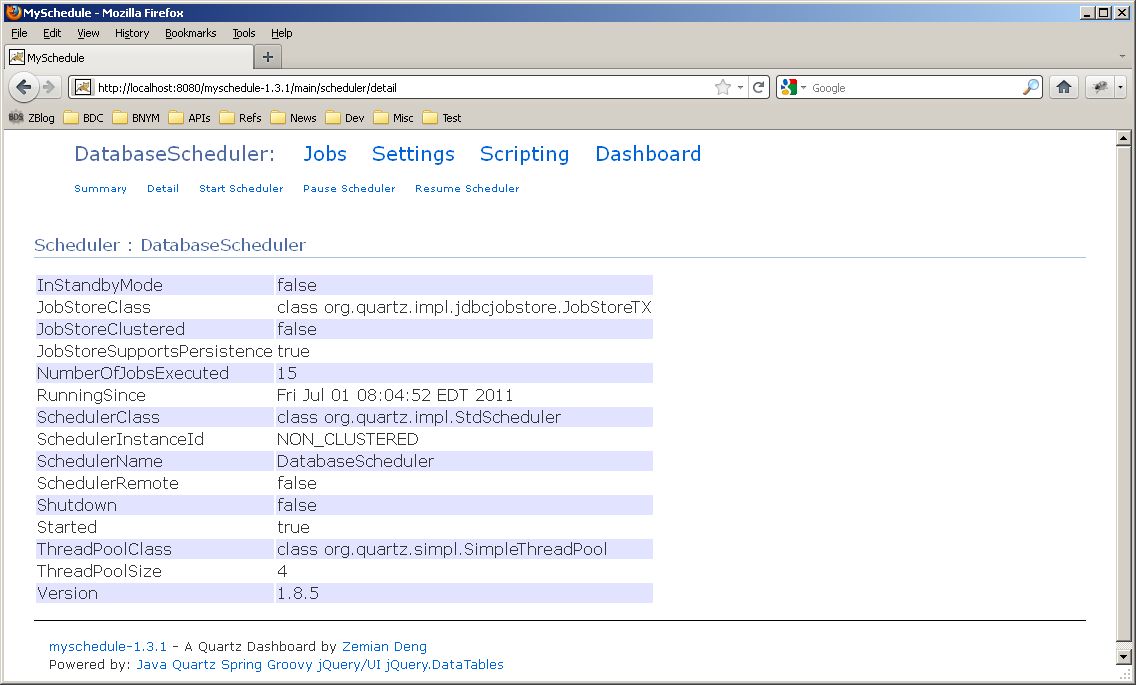 MySchedule - Mozilla Firefox
File Edit View History Bookmarks Tools Help
MySchedule
http://localhost:8080/myschedule-1.3.1/main/scheduler/detail Google
BDS ZBlog BDC BNYM APIs Refs News Dev Misc Test
DatabaseScheduler: Jobs Settings Scripting Dashboard
Summary Detail Start Scheduler Pause Scheduler Resume Scheduler
Scheduler : DatabaseScheduler
InStandbyMode false
JobStoreClass class org.quartz.impl.jdbcjobstore.JobStoreTX
JobStoreClustered false
JobStoreSupportsPersistence true
NumberOfJobsExecuted 15
RunningSince Fri Jul 01 08:04:52 EDT 2011
SchedulerClass class org.quartz.impl.StdScheduler
SchedulerInstanceId NON_CLUSTERED
SchedulerName DatabaseScheduler
SchedulerRemote false
Shutdown false
Started true
ThreadPoolClass class org.quartz.simpl.SimpleThreadPool
ThreadPoolSize 4
Version 1.8.5
myschedule-1.3.1 - A Quartz Dashboard by Zemian Deng
Powered by: Java Quartz Spring Groovy jQuery/UI jQuery.DataTables